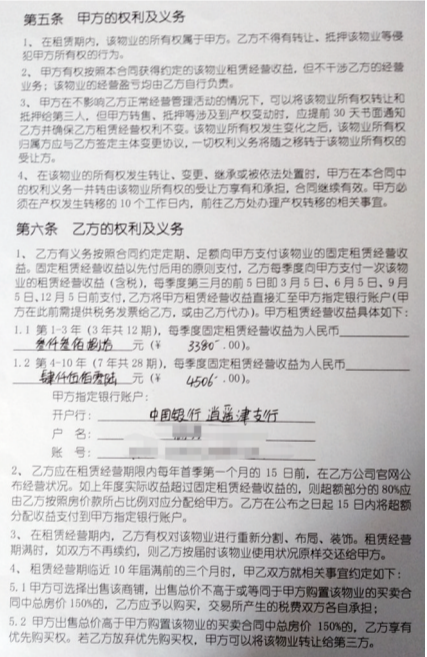 第五条 甲方的权利及义务
1、在租赁期内，该物业的所有权属于甲方。乙方不得有转让、抵押该物业等侵
犯甲方所有权的行为。
2、甲方有权按照本合同获得约定的该物业租赁经营收益，但不干涉乙方的经营
业务；该物业的经营盈亏均由乙方自行负责。
3、甲方在不影响乙方正常经营管理活动的情况下，可以将该物业所有权转让和
抵押给第三人，但甲方转售、抵押等涉及到产权变动时，应提前 30 天书面通知
乙方并确保乙方租赁经营权利不变。该物业所有权发生变化之后，该物业所有权
归属方应与乙方签定主体变更协议，一切权利义务将随之移转于该物业所有权的
受让方。
4、在该物业的所有权发生转让、变更、继承或被依法处置时，甲方在本合同中
的权利义务一并转由该物业所有权的受让方享有和承担，合同继续有效。甲方必
须在产权发生转移的 10 个工作日内，前往乙方处办理产权转移的相关事宜。
第六条 乙方的权利及义务
1、乙方有义务按照合同约定定期、足额向甲方支付该物业的固定租赁经营收
益。固定租赁经营收益以先付后用的原则支付，乙方每季度向甲方支付一次该物
业的租赁经营收益（含税），每季度第三月的前 5 日即 3 月 5 日、6 月 5 日、9 月
5 日、12 月 5 日前支付，乙方将甲方租赁经营收益直接汇至甲方指定银行账户(甲
方在此前需提供税务发票给乙方，或由乙方代办)。甲方租赁经营收益具体如下：
1.1 第 1-3 年（3 年共 12 期），每季度固定租赁经营收益为人民币
叁仟叁佰捌拾 元（￥ 3380 .00）。
1.2 第 4-10 年（7 年共 28 期），每季度固定租赁经营收益为人民币
肆仟伍佰零陆 元（￥ 4506 .00）。
甲方指定银行账户：
开户行： 中国银行 逍遥津支行
户 名：
账 号：
2、乙方应在租赁经营期限内每年首季第一个月的 15 日前，在乙方公司官网公
布经营状况。如上年度实际收益超过固定租赁经营收益的，则超额部分的 80%应
由乙方按照房价款所占比例对应分配给甲方。乙方在公布之日起 15 日内将超额
分配收益支付到甲方指定银行账户。
3、在租赁经营期内，乙方有权对该物业进行重新分割、布局、装饰。租赁经营
期满时，如双方不再续约，则乙方按届时该物业使用状况原样交还给甲方。
4、租赁经营期临近 10 年届满前的三个月时，甲乙双方就相关事宜约定如下：
5.1 甲方可选择出售该商铺，出售总价不高于或等同于甲方购置该物业的买卖合
同中总房价 150%的，乙方应予以购买，交易所产生的税费双方各自承担；
5.2 甲方出售总价高于甲方购置该物业的买卖合同中总房价 150%的，乙方享有
优先购买权。若乙方放弃优先购买权，甲方可以将该物业转让给第三方。